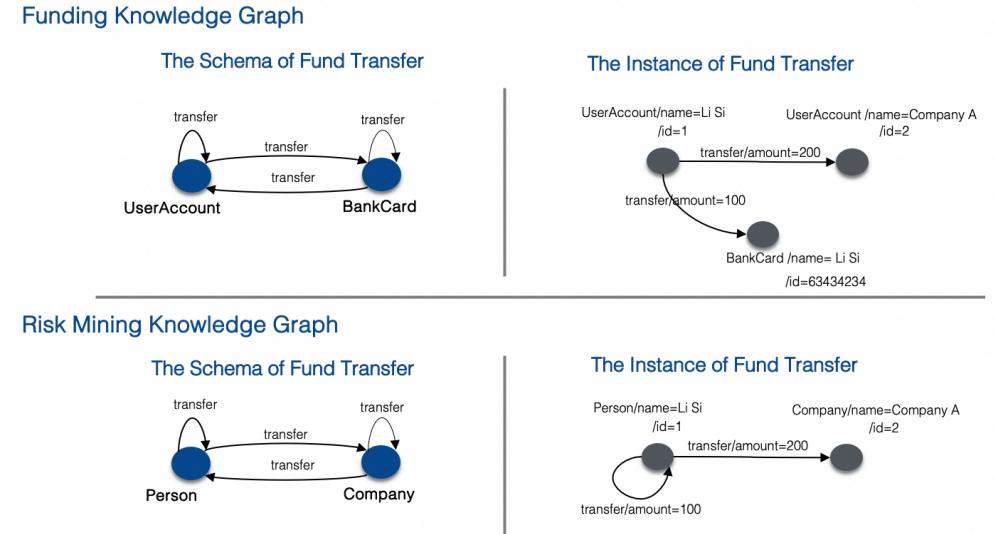 Funding Knowledge Graph
The Schema of Fund Transfer
transfer
transfer
transfer
transfer
UserAccount
BankCard
The Instance of Fund Transfer
UserAccount/name=Li Si
/id=1
UserAccount /name=Company A
/id=2
transfer/amount=200
transfer/amount=100
BankCard /name= Li Si
/id=63434234
Risk Mining Knowledge Graph
The Schema of Fund Transfer
transfer
transfer
transfer
transfer
Person
Company
The Instance of Fund Transfer
Person/name=Li Si
/id=1
Company/name=Company A
/id=2
transfer/amount=200
transfer/amount=100